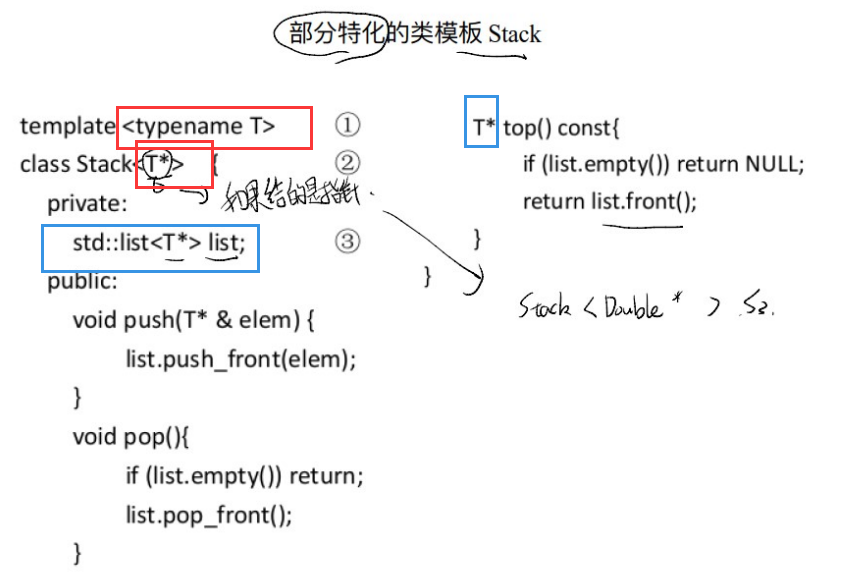 部分特化的类模板 Stack
template <typename T> ①
class Stack<T*> { ②
如果给的是指针.
private:
std::list<T*> list; ③
public:
void push(T* & elem) {
list.push_front(elem);
}
void pop(){
if (list.empty()) return;
list.pop_front();
}
T* top() const{
if (list.empty()) return NULL;
return list.front();
}
}
Stack <Double* > S2.